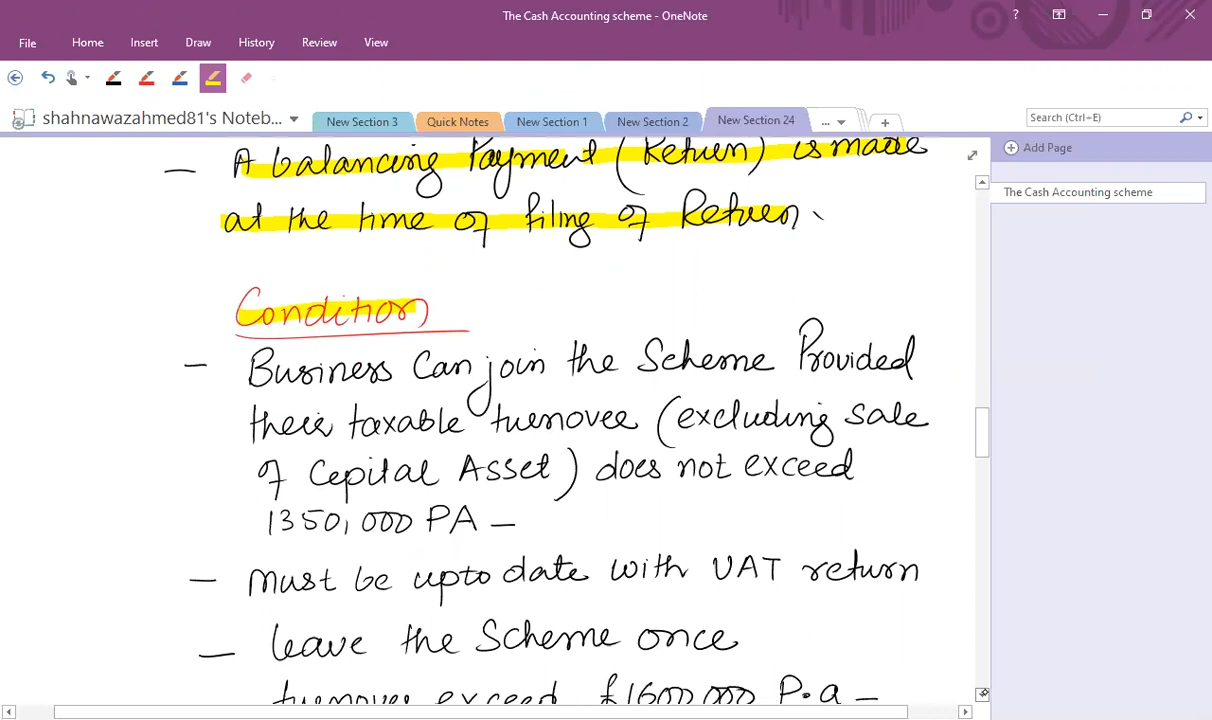 The Cash Accounting scheme - OneNote
?
File Home Insert Draw History Review View
shahnawazahmed81's Noteb... New Section 3 Quick Notes New Section 1 New Section 2 New Section 24 ... Search (Ctrl+E)
Add Page
The Cash Accounting scheme
– A balancing Payment (Return) is made
at the time of filing of Return.
Condition
– Business Can join the Scheme Provided
their taxable turnover (excluding sale
of Cepital Asset) does not exceed
1350,000 PA –
– Must be upto date with VAT return
– leave the Scheme once
turnover exceed £1600000 P.a –